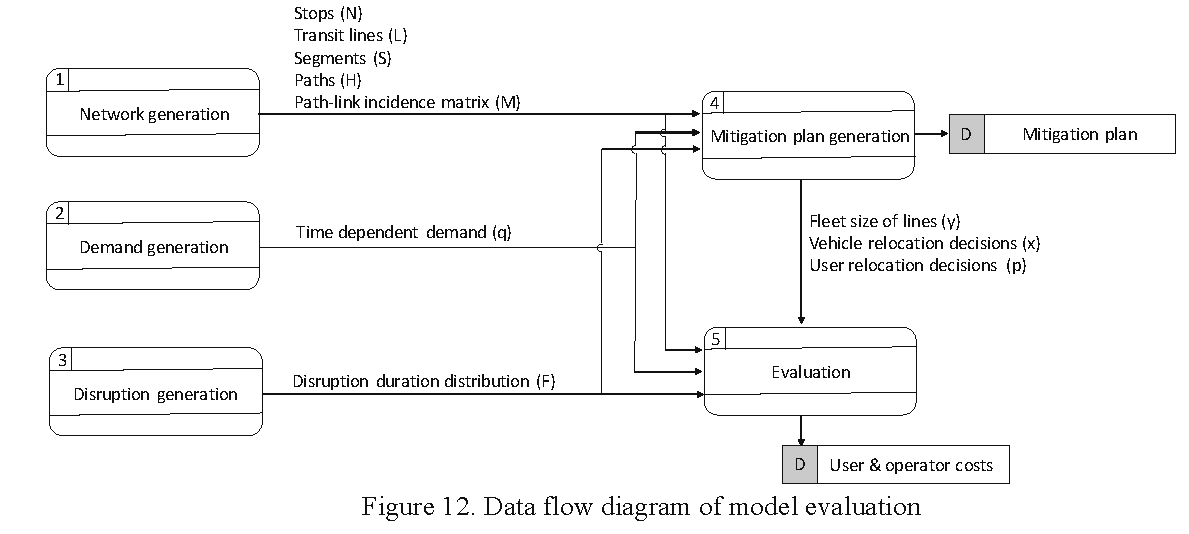 Stops (N)
Transit lines (L)
Segments (S)
Paths (H)
Path-link incidence matrix (M)
1
Network generation
4
Mitigation plan generation
D
Mitigation plan
2
Demand generation
Time dependent demand (q)
Fleet size of lines (y)
Vehicle relocation decisions (x)
User relocation decisions (p)
3
Disruption generation
Disruption duration distribution (F)
5
Evaluation
D
User & operator costs
Figure 12. Data flow diagram of model evaluation